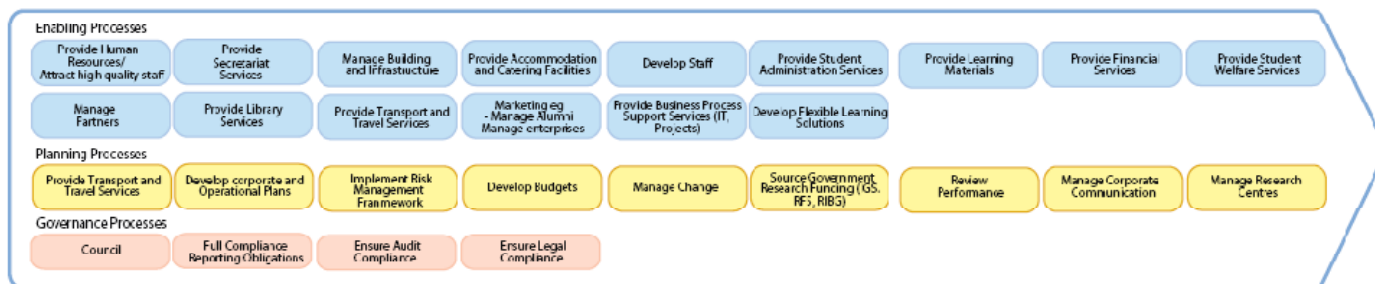 Enabling Processes
Provide Human
Resources/
Attract high quality staff
Provide
Secretariat
Services
Manage Building
and Infrastructure
Provide Accommodation
and Catering Facilities
Develop Staff
Provide Student
Administration Services
Provide Learning
Materials
Provide Financial
Services
Provide Student
Welfare Services
Manage
Partners
Provide Library
Services
Provide Transport and
Travel Services
Marketing eg
- Manage Alumni
Manage enterprises
Provide Business Process
Support Services (IT,
Projects)
Develop Flexible Learning
Solutions
Planning Processes
Provide Transport and
Travel Services
Develop corporate and
Operational Plans
Implement Risk
Management
Framework
Develop Budgets
Manage Change
Source Government
Research Funding (IGS,
RFS, RIBG)
Review
Performance
Manage Corporate
Communication
Manage Research
Centres
Governance Processes
Council
Full Compliance
Reporting Obligations
Ensure Audit
Compliance
Ensure Legal
Compliance